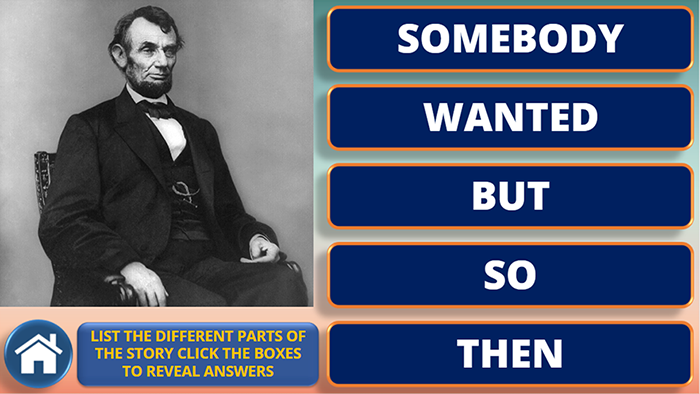 SOMEBODY
WANTED
BUT
SO
THEN
LIST THE DIFFERENT PARTS OF
THE STORY CLICK THE BOXES
TO REVEAL ANSWERS